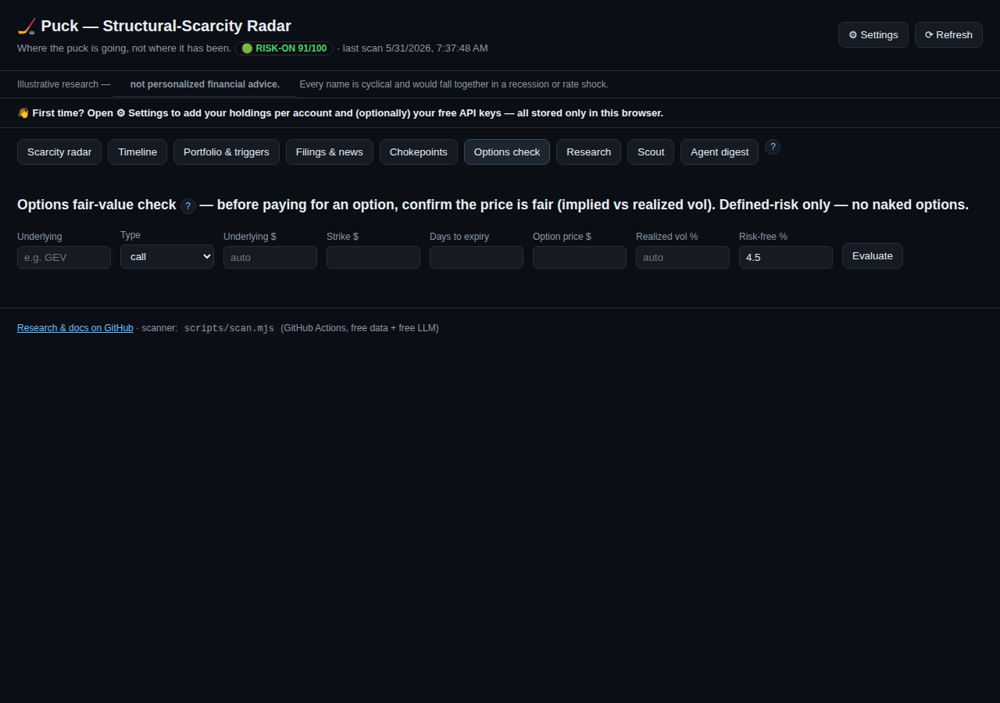 🏒 Puck — Structural-Scarcity Radar
Where the puck is going, not where it has been. 🟢 RISK-ON 91/100 · last scan 5/31/2026, 7:37:48 AM
⚙ Settings
⟳ Refresh
Illustrative research — not personalized financial advice. Every name is cyclical and would fall together in a recession or rate shock.
👋 First time? Open ⚙ Settings to add your holdings per account and (optionally) your free API keys — all stored only in this browser.
Scarcity radar
Timeline
Portfolio & triggers
Filings & news
Chokepoints
Options check
Research
Scout
Agent digest
?
Options fair-value check ? — before paying for an option, confirm the price is fair (implied vs realized vol). Defined-risk only — no naked options.
Underlying
e.g. GEV
Type
call
Underlying $
auto
Strike $
Days to expiry
Option price $
Realized vol %
auto
Risk-free %
4.5
Evaluate
Research & docs on GitHub · scanner: scripts/scan.mjs (GitHub Actions, free data + free LLM)